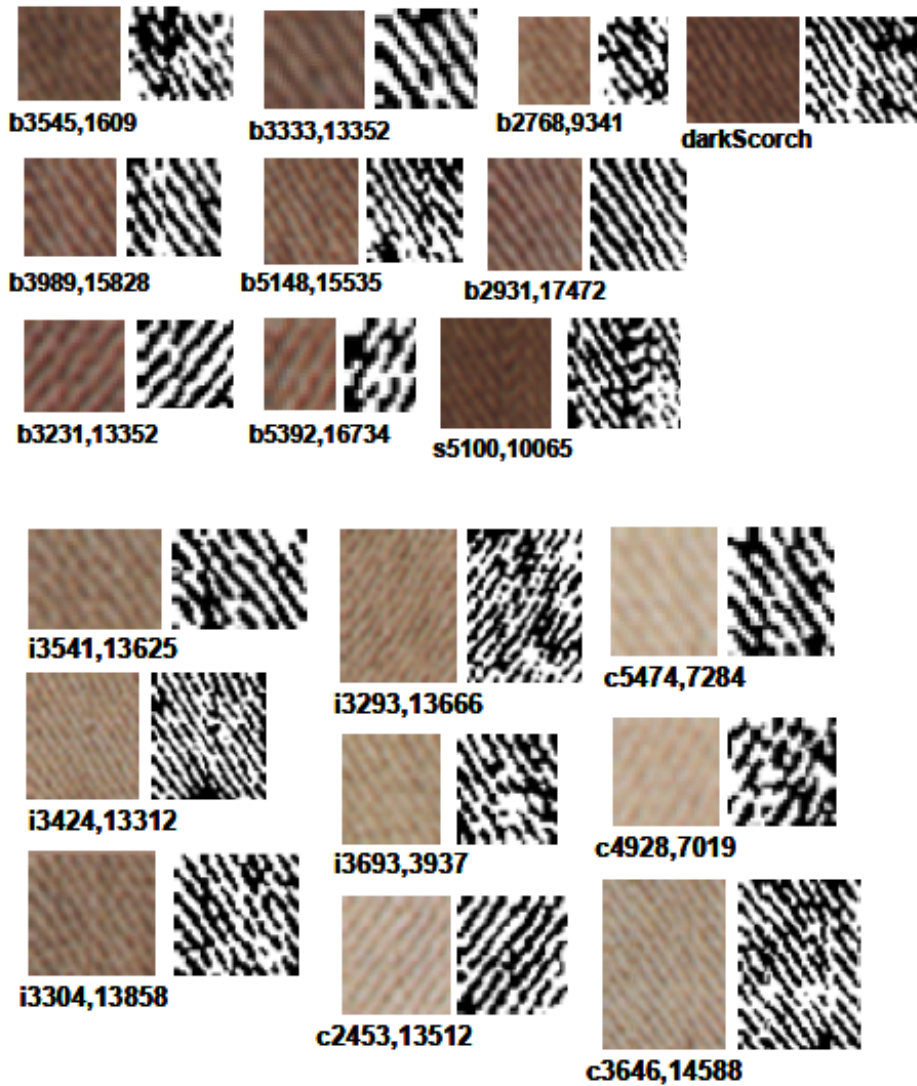 b3545,1609
b3333,13352
b2768,9341
darkScorch
b3989,15828
b5148,15535
b2931,17472
b3231,13352
b5392,16734
s5100,10065
i3541,13625
i3293,13666
c5474,7284
i3424,13312
i3693,3937
c4928,7019
i3304,13858
c2453,13512
c3646,14588